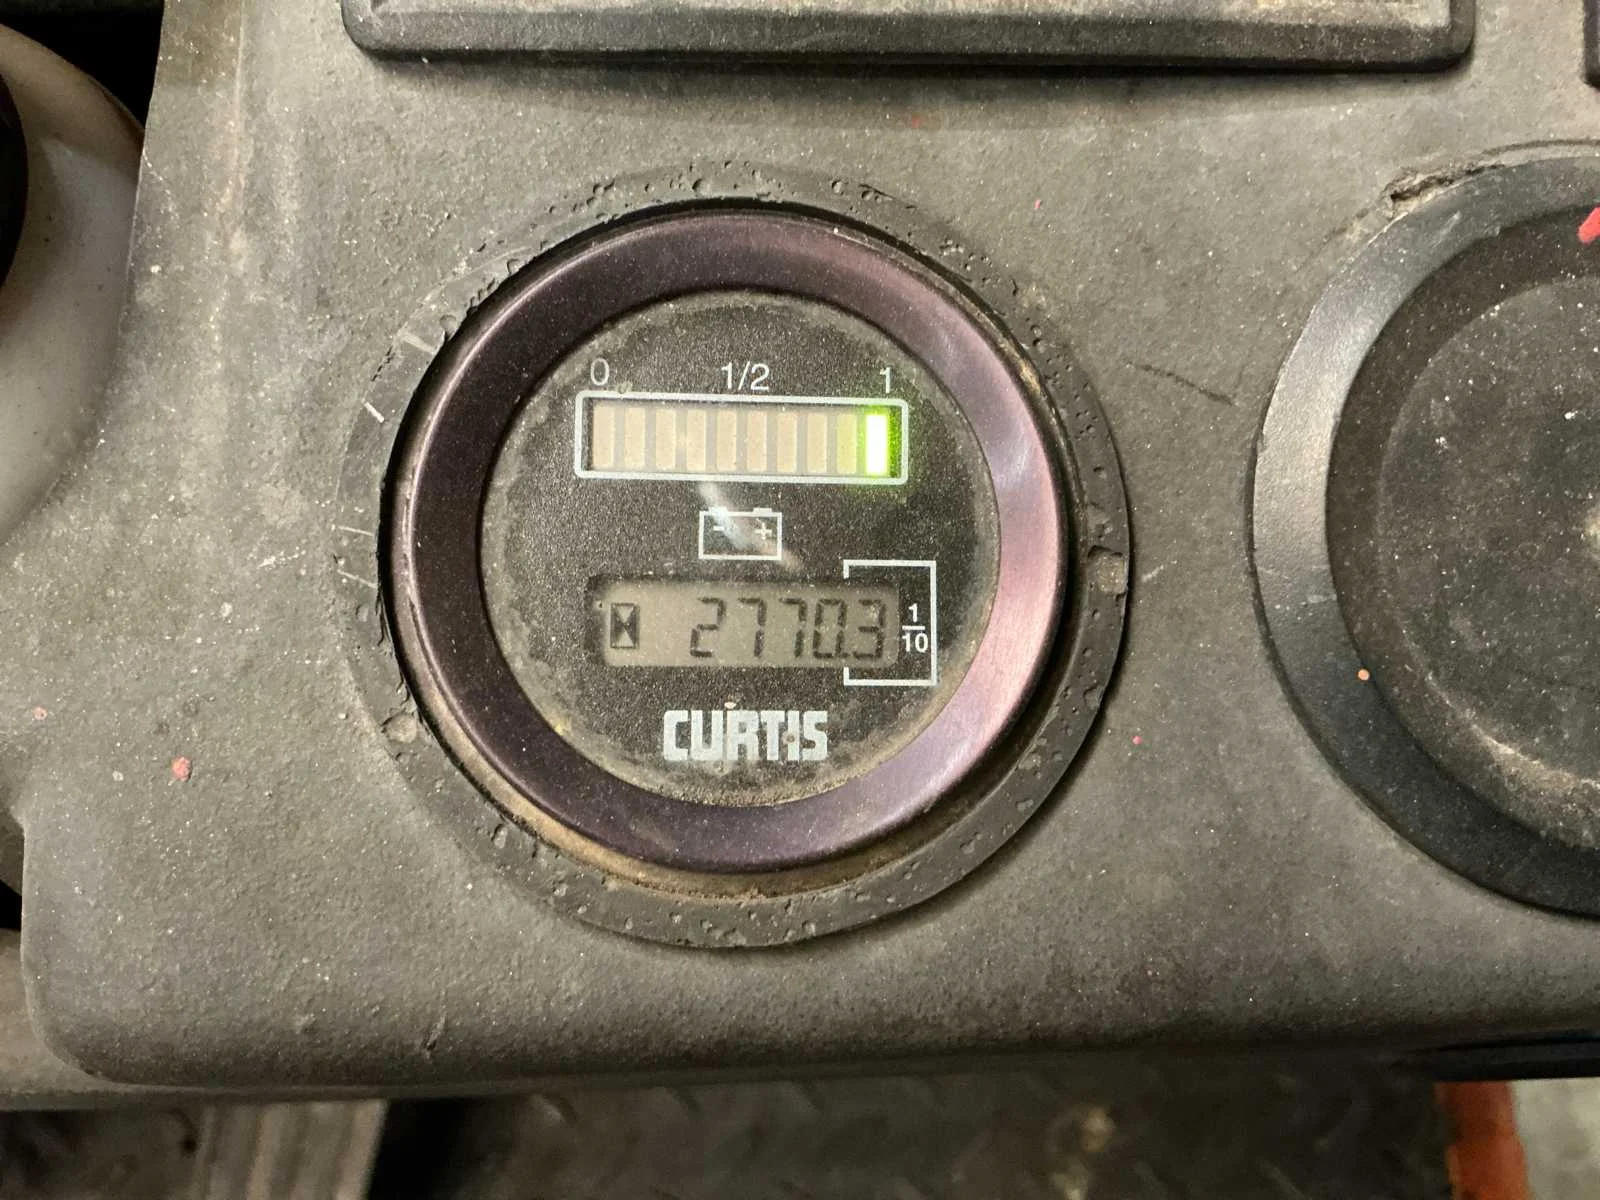 0 1/2 1
- +
2770.3 1/10
CURTIS